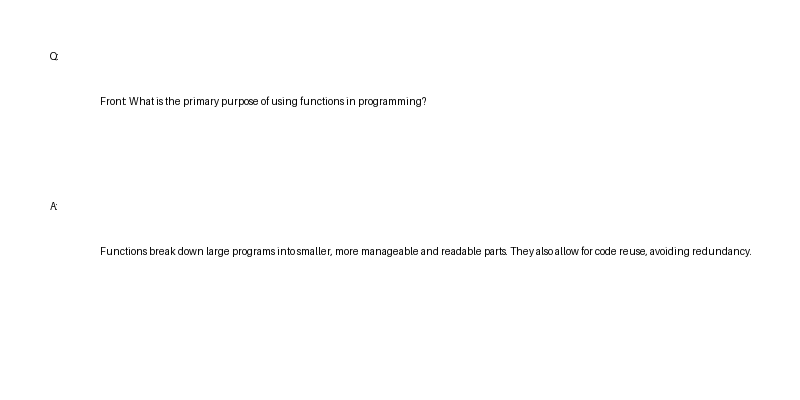 Q:
Front: What is the primary purpose of using functions in programming?
A:
Functions break down large programs into smaller, more manageable and readable parts. They also allow for code reuse, avoiding redundancy.